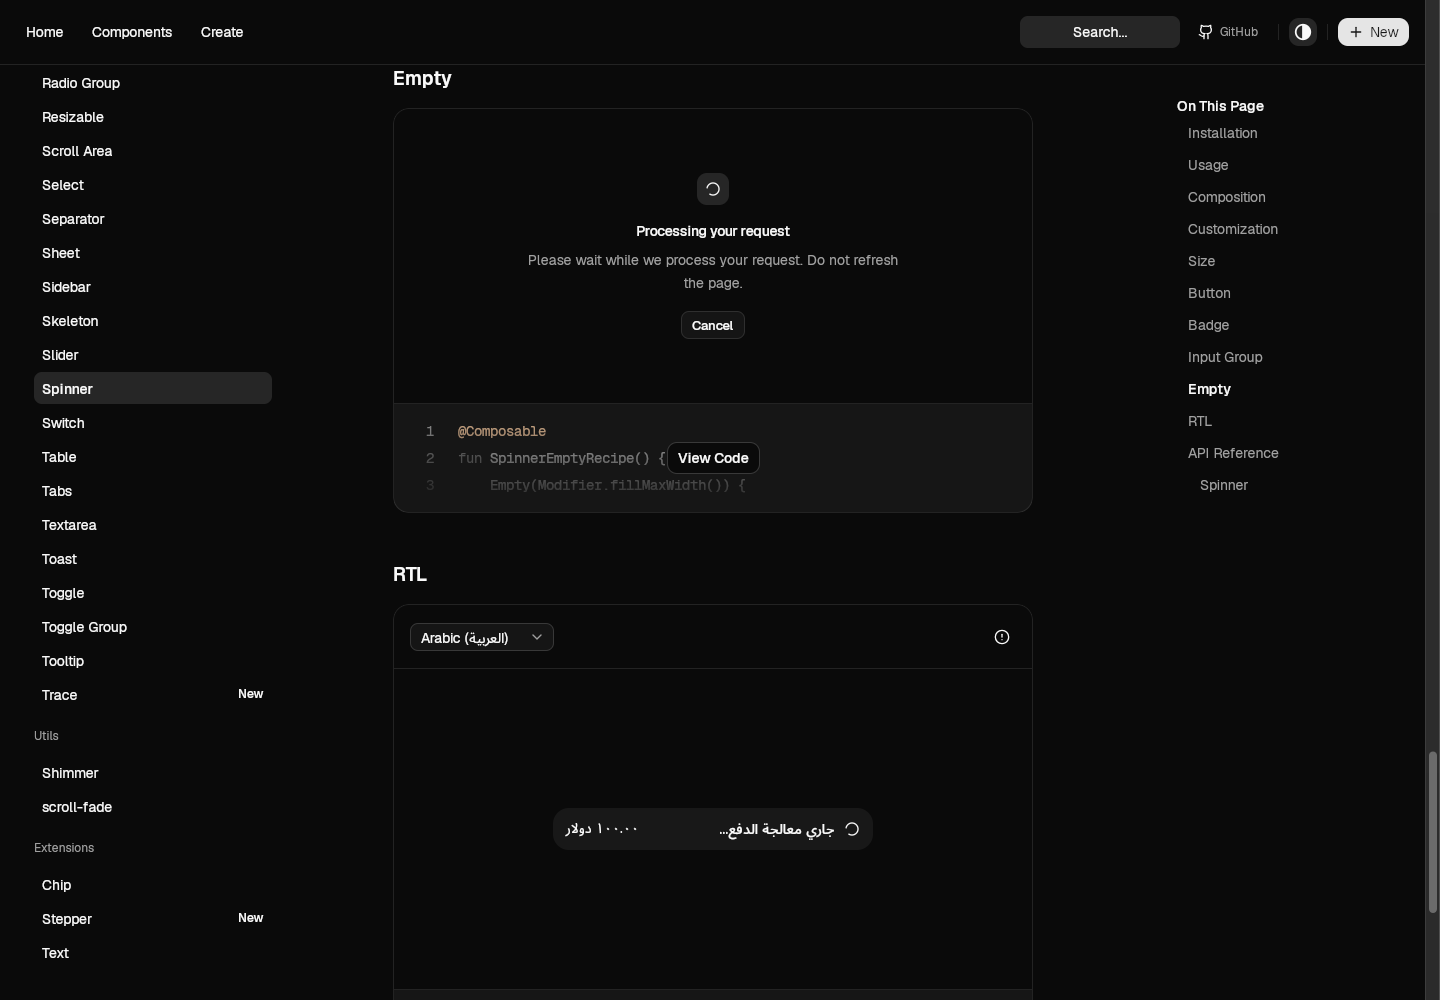 Home
Components
Create
Search...
GitHub
New
Radio Group
Resizable
Scroll Area
Select
Separator
Sheet
Sidebar
Skeleton
Slider
Spinner
Switch
Table
Tabs
Textarea
Toast
Toggle
Toggle Group
Tooltip
Trace New
Utils
Shimmer
scroll-fade
Extensions
Chip
Stepper New
Text
Empty
Processing your request
Please wait while we process your request. Do not refresh
the page.
Cancel
1 @Composable
2 fun SpinnerEmptyRecipe() {
View Code
3 Empty(Modifier.fillMaxWidth()) {
RTL
Arabic (العربية)
جاري معالجة الدفع...
١٠٠.٠٠ دولار
On This Page
Installation
Usage
Composition
Customization
Size
Button
Badge
Input Group
Empty
RTL
API Reference
Spinner